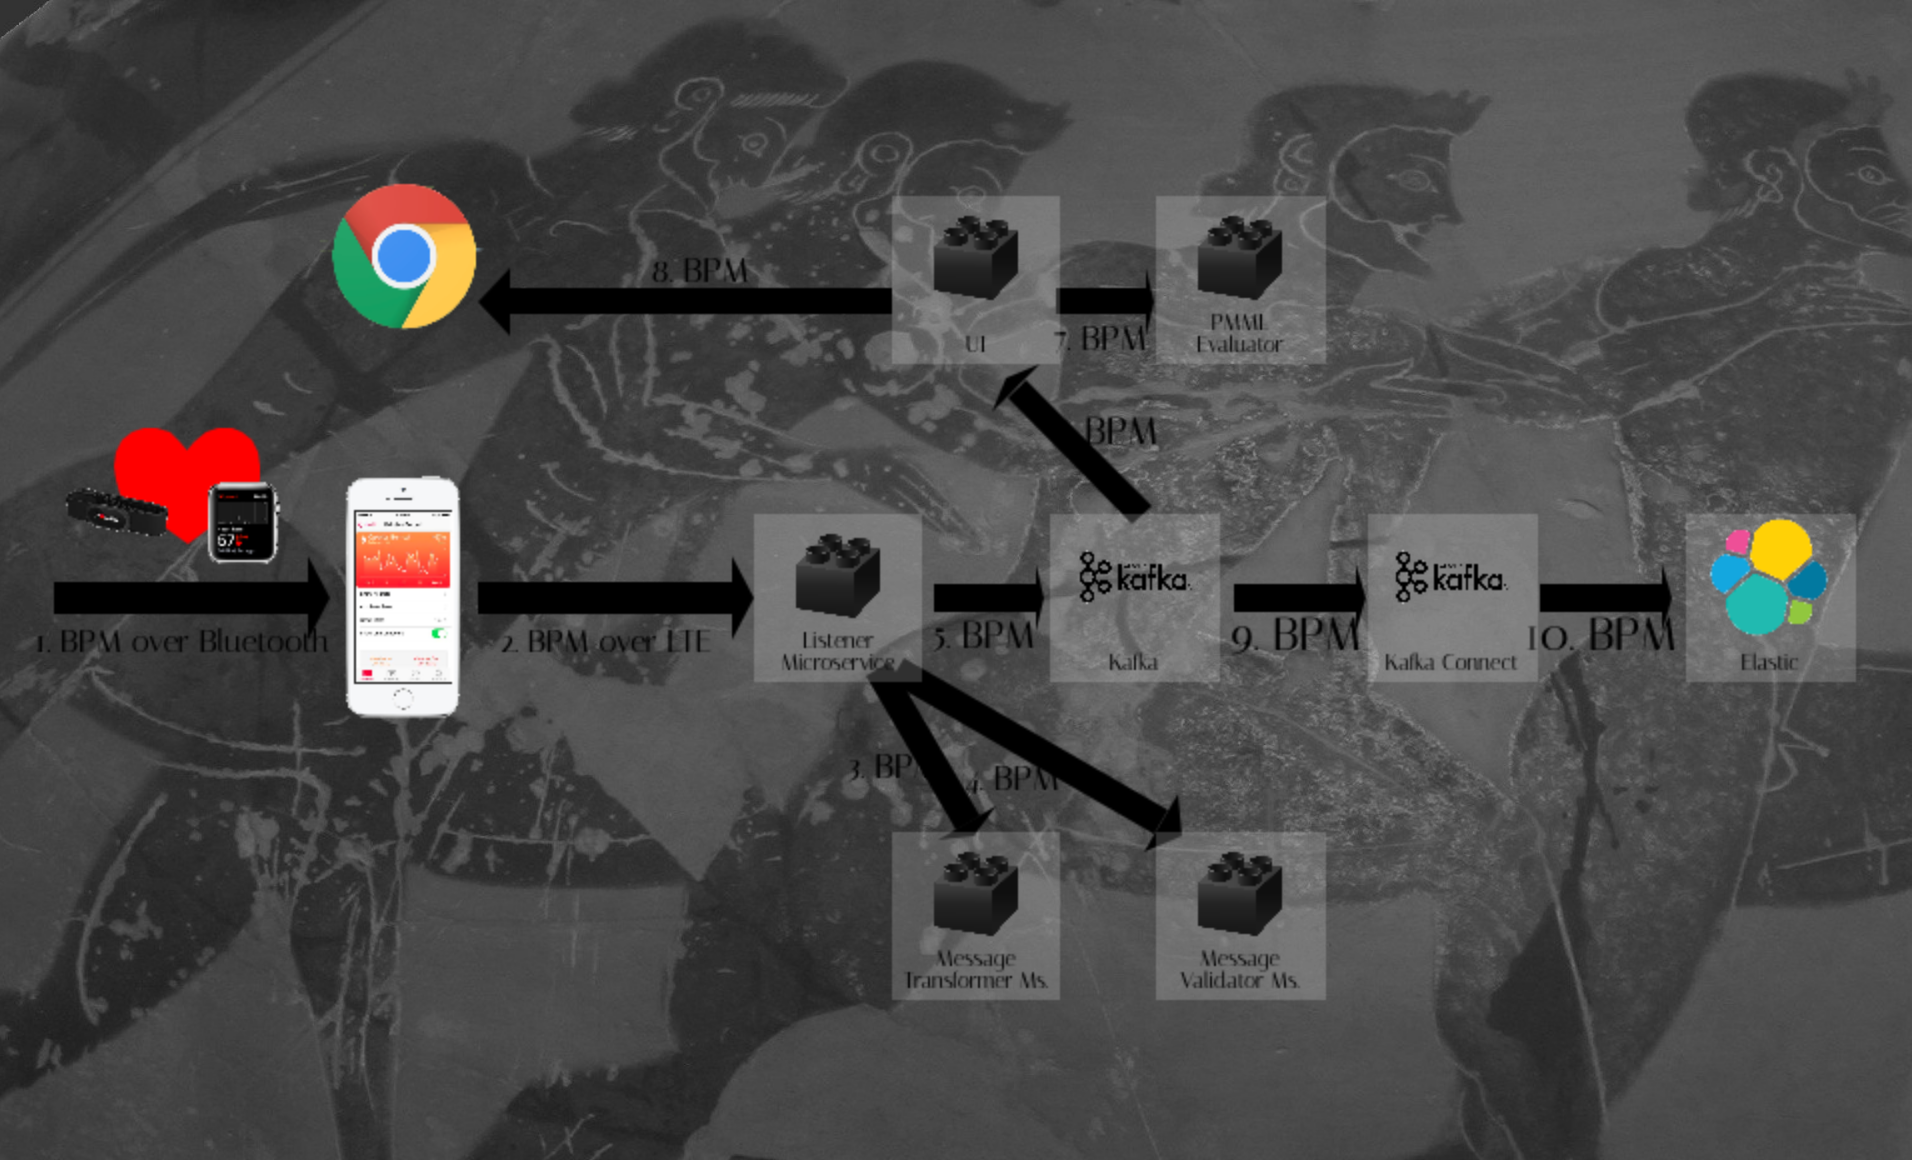 8. BPM
UI
7. BPM
PMML
Evaluator
BPM
67
1. BPM over Bluetooth
2. BPM over LTE
Listener
Microservice
5. BPM
kafka
Kafka
9. BPM
kafka
Kafka Connect
10. BPM
Elastic
3. BPM
4. BPM
Message
Transformer Ms.
Message
Validator Ms.